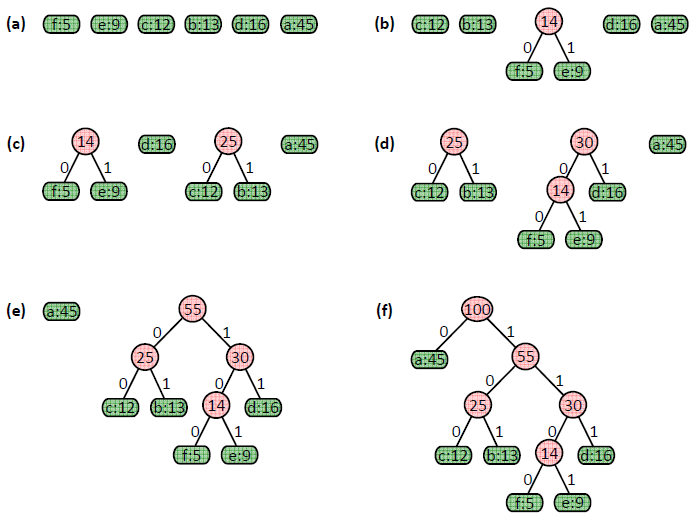 (a) f:5 e:9 c:12 b:13 d:16 a:45
(b) c:12 b:13 14 d:16 a:45
0 1
f:5 e:9
(c) 14 d:16 25 a:45
0 1 0 1
f:5 e:9 c:12 b:13
(d) 25 30 a:45
0 1 0 1
c:12 b:13 14 d:16
0 1
f:5 e:9
(e) a:45 55
0 1
25 30
0 1 0 1
c:12 b:13 14 d:16
0 1
f:5 e:9
(f) 100
0 1
a:45 55
0 1
25 30
0 1 0 1
c:12 b:13 14 d:16
0 1
f:5 e:9